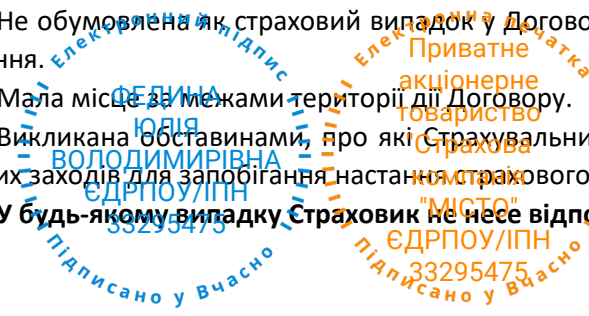 Не обумовлена як страховий випадок у Догово
ння.
Мала місце за межами території дії Договору.
Викликана обставинами, про які Страхувальни
их заходів для запобігання настання страхового
У будь-якому випадку Страховик не несе відпо
Електронний підпис
ФЕДИНА
ЮЛІЯ
ВОЛОДИМИРІВНА
ЄДРПОУ/ІПН
33295475
Підписано у Вчасно
Електронна печатка
Приватне
акціонерне
товариство
"Страхова
компанія
"МІСТО"
ЄДРПОУ/ІПН
33295475
Підписано у Вчасно